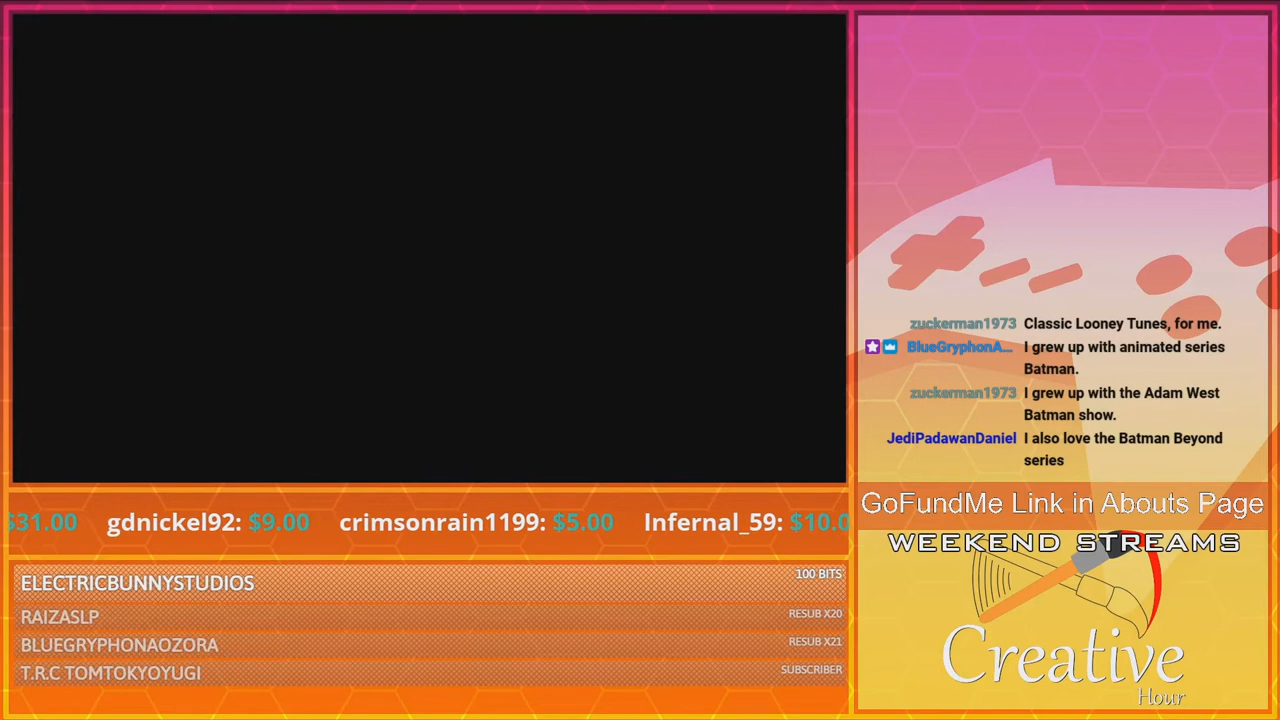 zuckerman1973 Classic Looney Tunes, for me.
BlueGryphonA... I grew up with animated series
Batman.
zuckerman1973 I grew up with the Adam West
Batman show.
JediPadawanDaniel I also love the Batman Beyond
series
GoFundMe Link in Abouts Page
WEEKEND STREAMS
Creative
Hour
$31.00 gdnickel92: $9.00 crimsonrain1199: $5.00 Infernal_59: $10.0
ELECTRICBUNNYSTUDIOS 100 BITS
RAIZASLP RESUB X20
BLUEGRYPHONAOZORA RESUB X21
T.R.C TOMTOKYOYUGI SUBSCRIBER